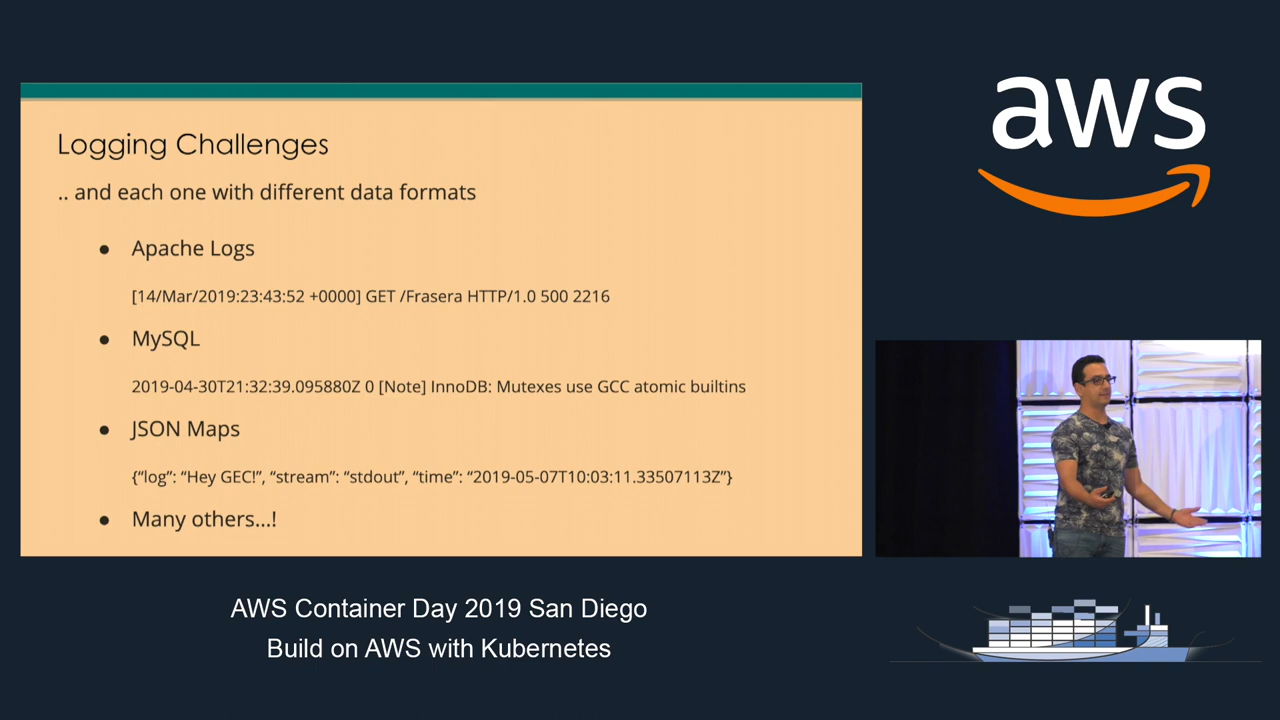 Logging Challenges
.. and each one with different data formats
● Apache Logs
[14/Mar/2019:23:43:52 +0000] GET /Frasera HTTP/1.0 500 2216
● MySQL
2019-04-30T21:32:39.095880Z 0 [Note] InnoDB: Mutexes use GCC atomic builtins
● JSON Maps
{“log”: “Hey GEC!”, “stream”: “stdout”, “time”: “2019-05-07T10:03:11.33507113Z”}
● Many others...!
aws
AWS Container Day 2019 San Diego
Build on AWS with Kubernetes